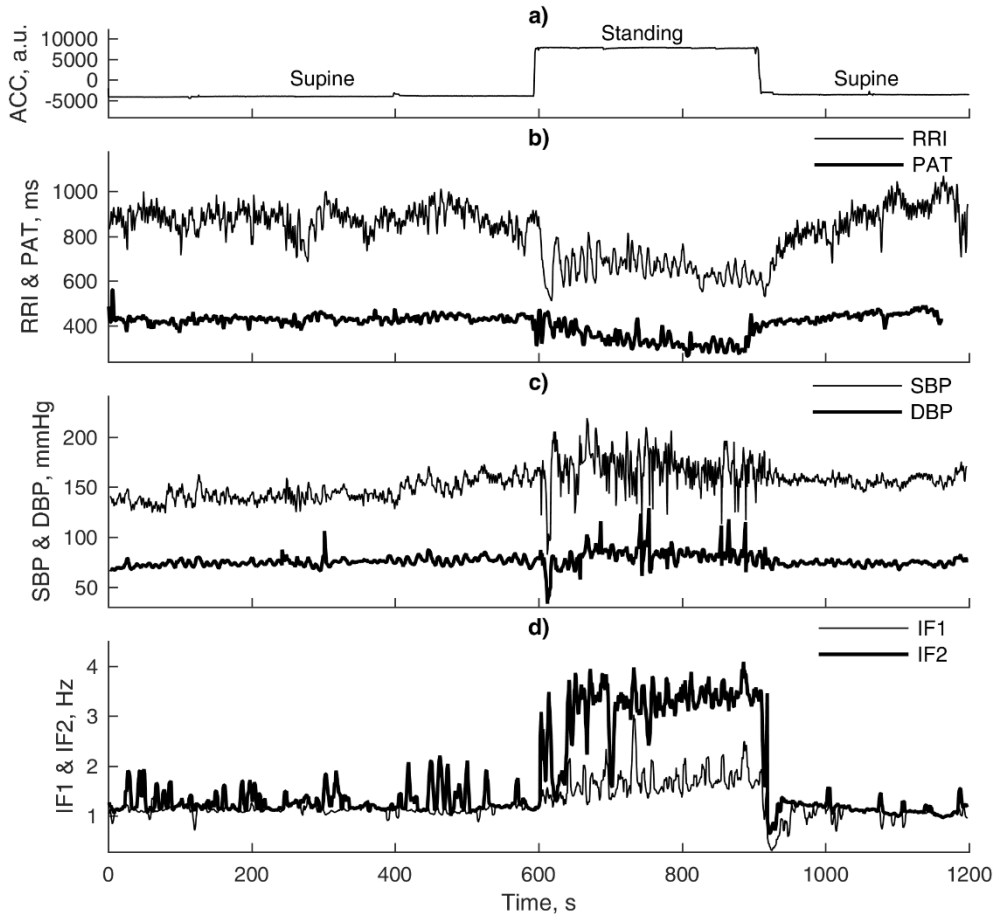 a)
ACC, a.u.
10000
5000
0
-5000
Supine
Standing
Supine
b)
RRI
PAT
RRI & PAT, ms
1000
800
600
400
c)
SBP
DBP
SBP & DBP, mmHg
200
150
100
50
d)
IF1
IF2
IF1 & IF2, Hz
4
3
2
1
0 200 400 600 800 1000 1200
Time, s